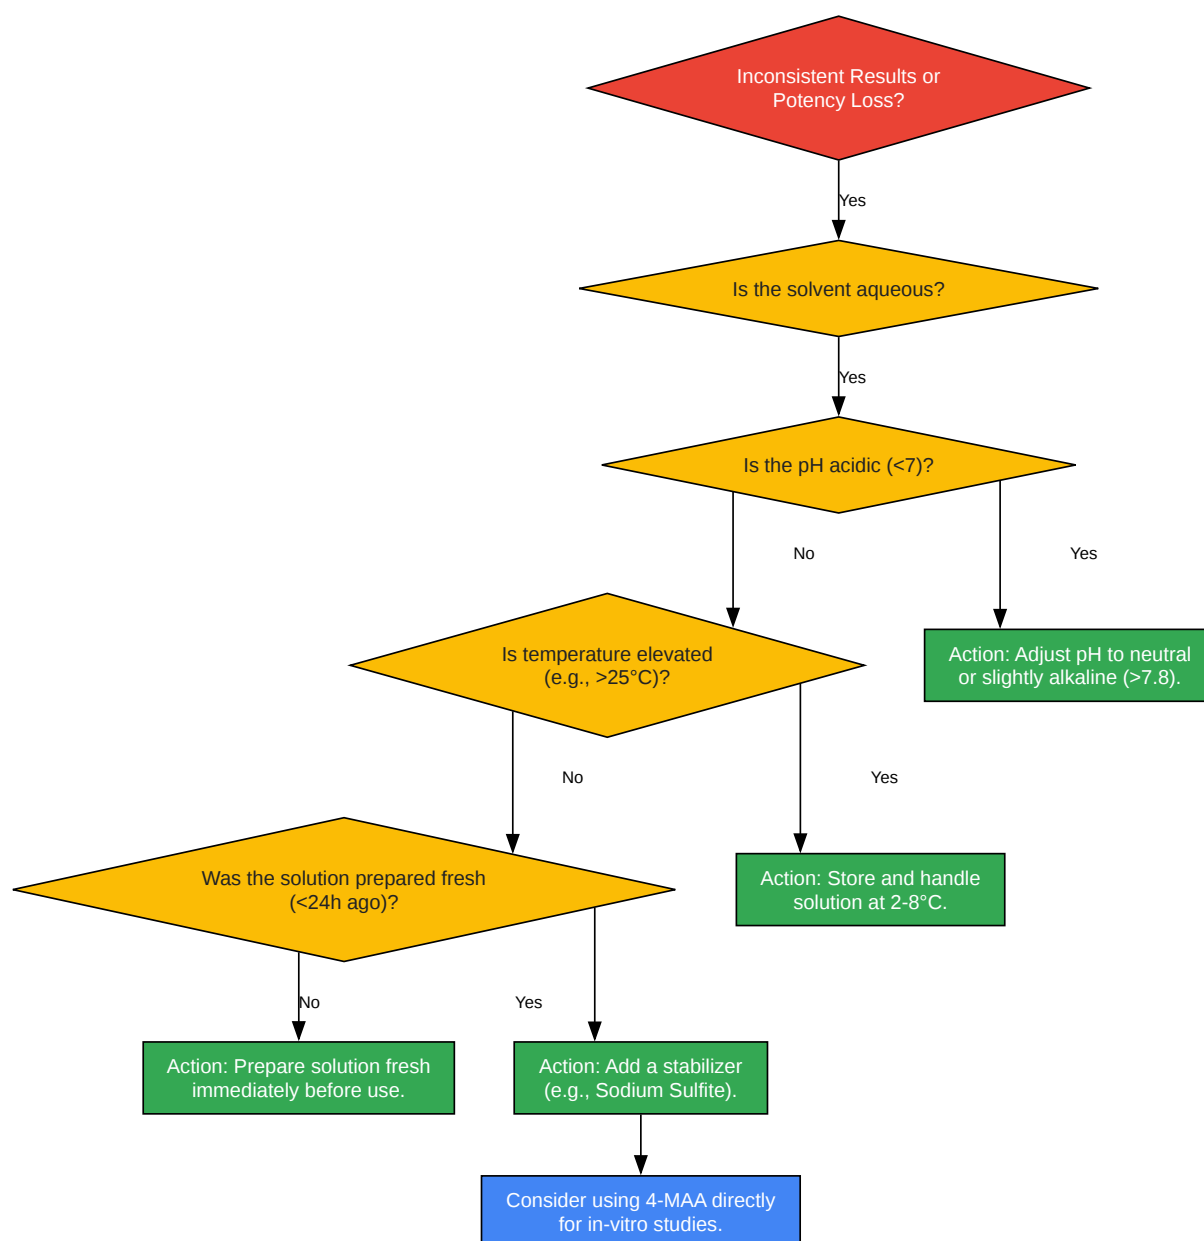 Inconsistent Results or
Potency Loss?
Yes
Is the solvent aqueous?
Yes
Is the pH acidic (<7)?
No
Yes
Is temperature elevated
(e.g., >25°C)?
Action: Adjust pH to neutral
or slightly alkaline (>7.8).
No
Yes
Was the solution prepared fresh
(<24h ago)?
Action: Store and handle
solution at 2-8°C.
No
Yes
Action: Prepare solution fresh
immediately before use.
Action: Add a stabilizer
(e.g., Sodium Sulfite).
Consider using 4-MAA directly
for in-vitro studies.